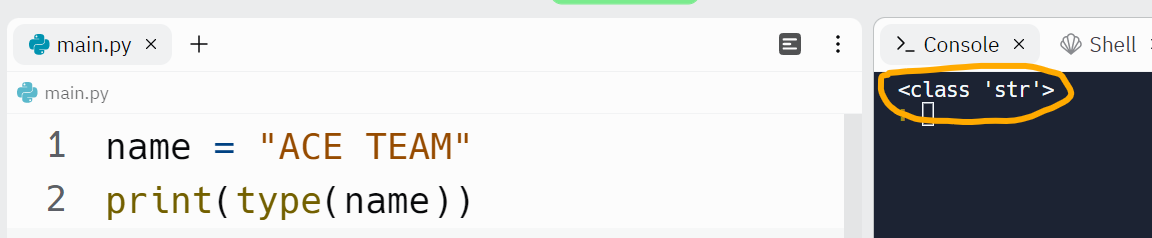 main.py × +
main.py
1 name = "ACE TEAM"
2 print(type(name))
>_ Console × Shell
<class 'str'>